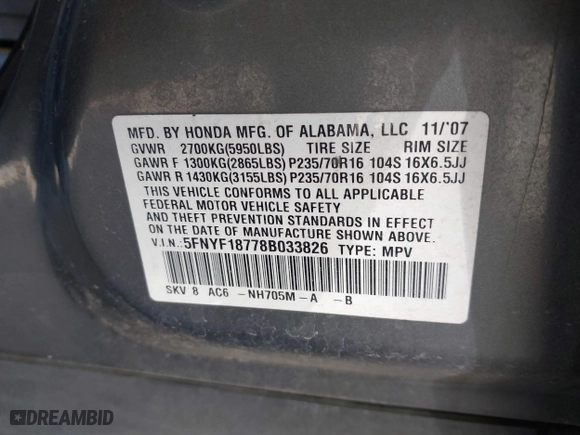 MFD. BY HONDA MFG. OF ALABAMA, LLC 11/'07
GVWR 2700KG(5950LBS) TIRE SIZE RIM SIZE
GAWR F 1300KG(2865LBS) P235/70R16 104S 16X6.5JJ
GAWR R 1430KG(3155LBS) P235/70R16 104S 16X6.5JJ
THIS VEHICLE CONFORMS TO ALL APPLICABLE
FEDERAL MOTOR VEHICLE SAFETY
AND THEFT PREVENTION STANDARDS IN EFFECT
ON THE DATE OF MANUFACTURE SHOWN ABOVE.
V.I.N.:5FNYF18778B033826 TYPE: MPV
SKV 8 AC6 -NH705M-A -B
DREAMBID